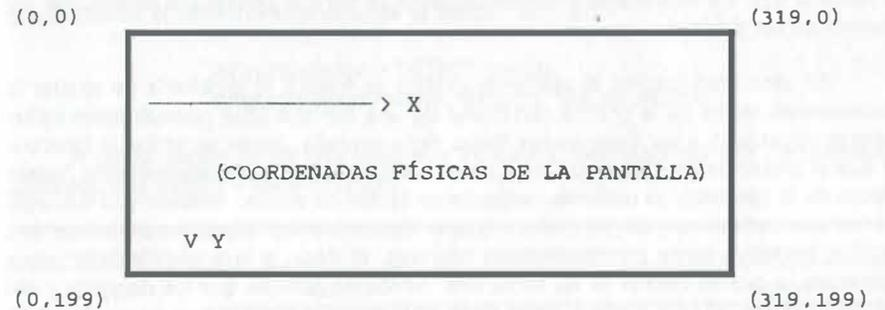 (0,0) (319,0)
> X
(COORDENADAS FÍSICAS DE LA PANTALLA)
V Y
(0,199) (319,199)